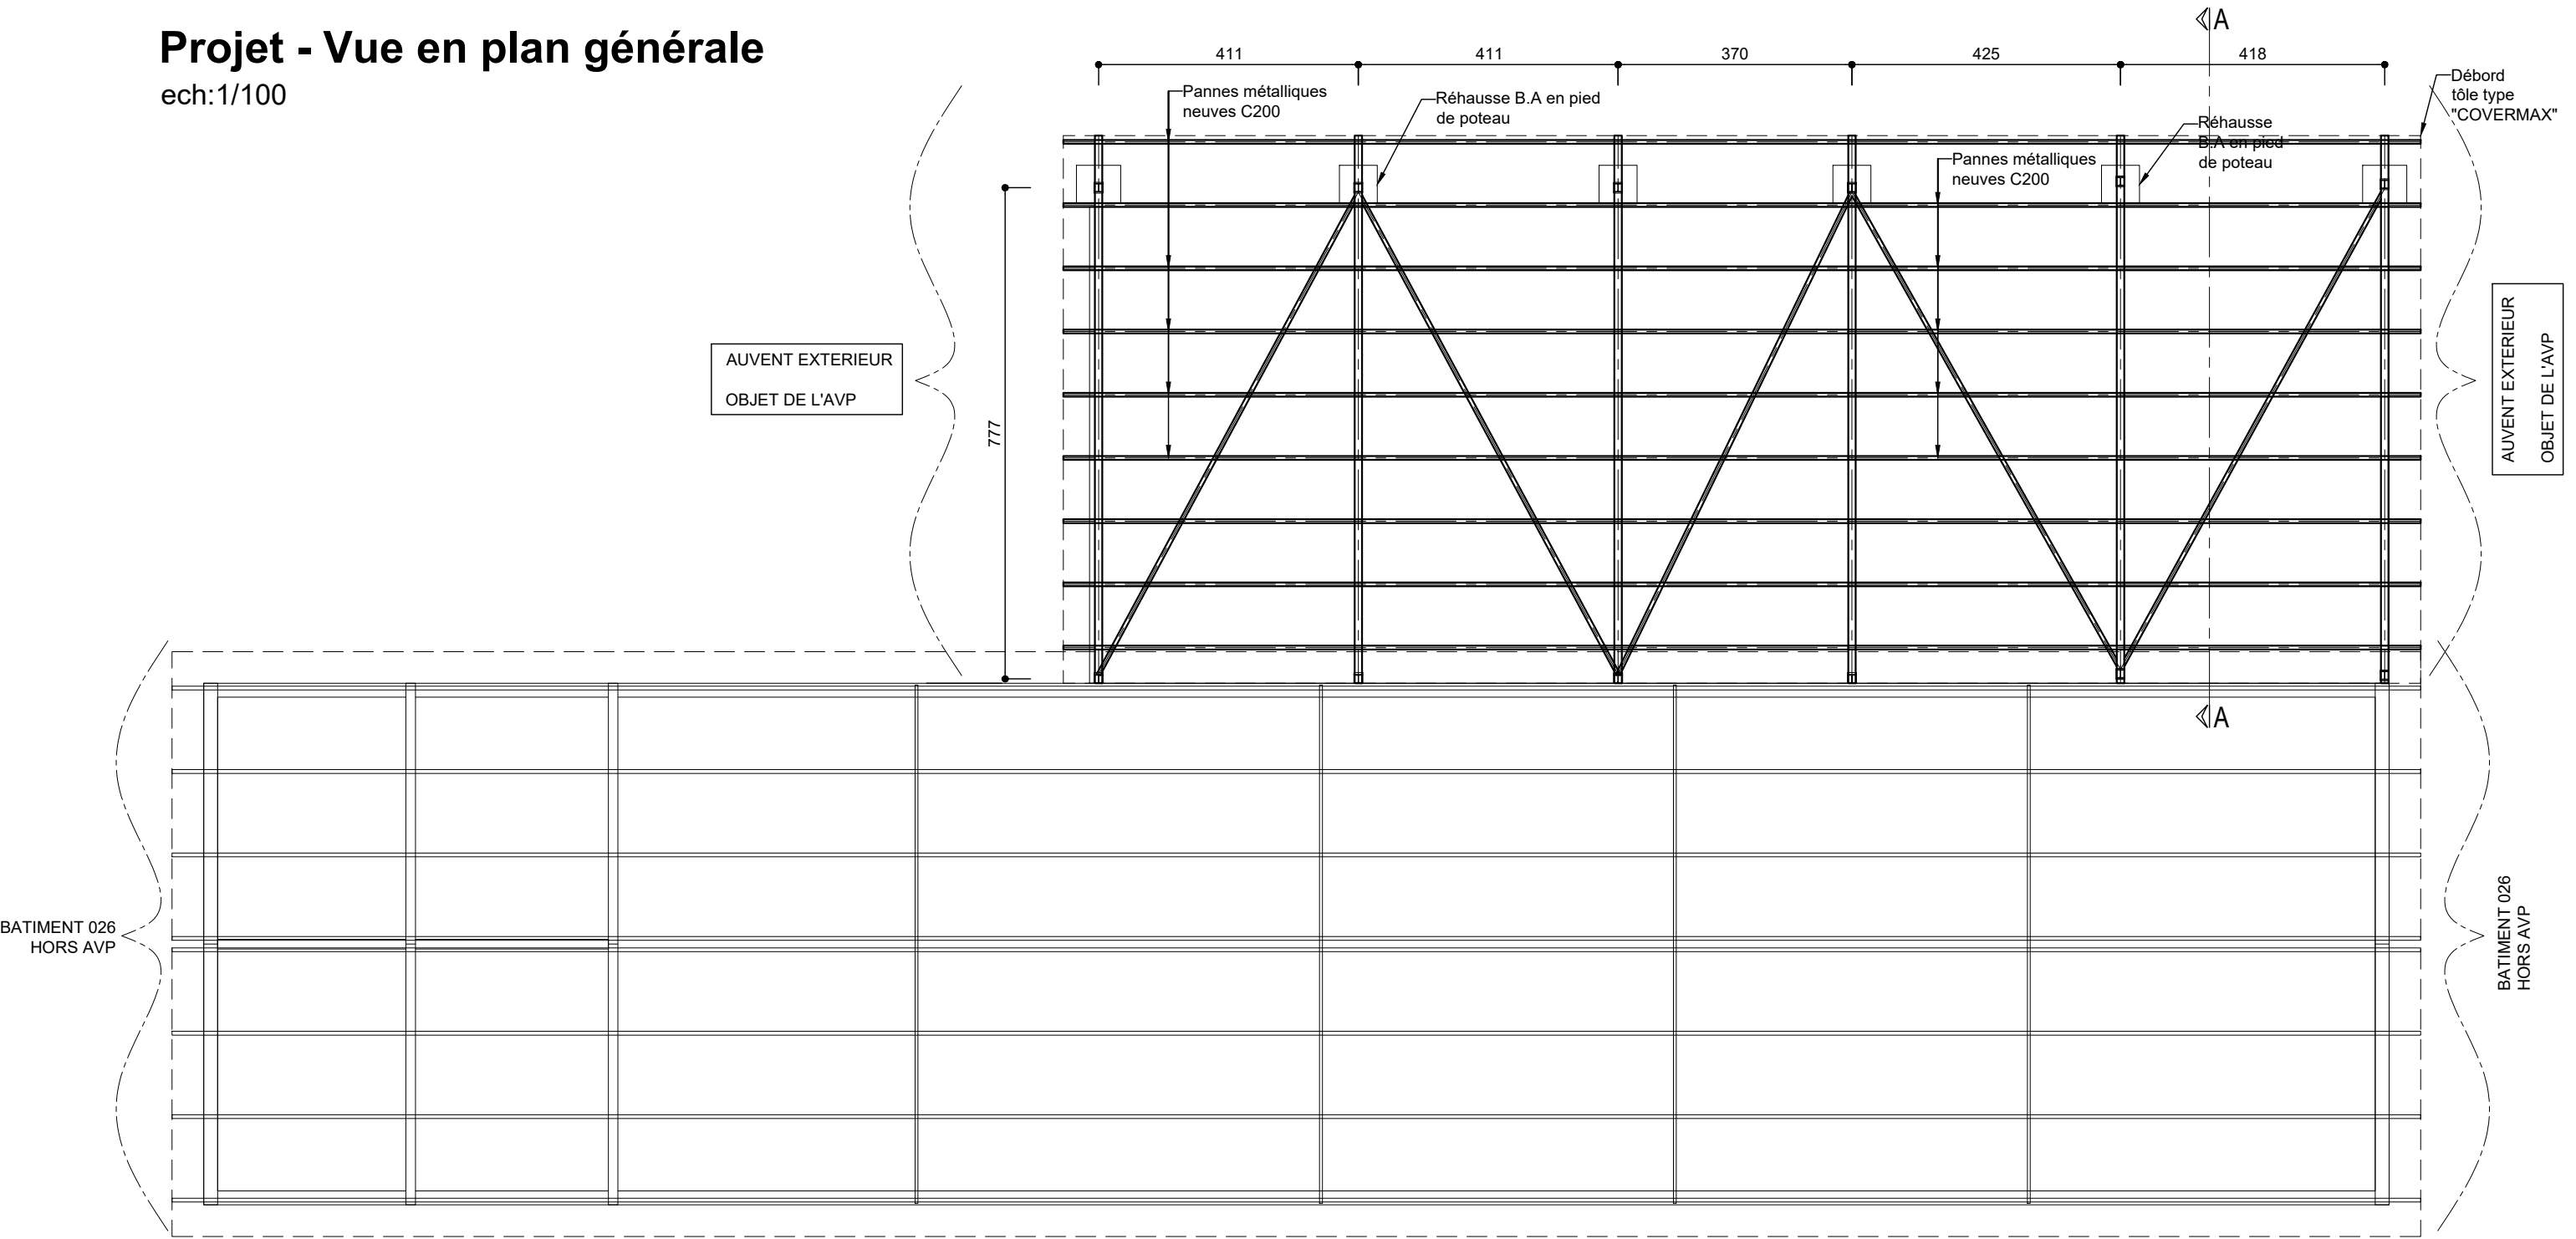 Projet - Vue en plan générale
ech:1/100
A
411
411
370
425
418
Pannes métalliques
neuves C200
Réhausse B.A en pied
de poteau
Débord
tôle type
"COVERMAX"
Réhausse
B.A en pied
de poteau
Pannes métalliques
neuves C200
AUVENT EXTERIEUR
OBJET DE L'AVP
777
AUVENT EXTERIEUR
OBJET DE L'AVP
A
BATIMENT 026
HORS AVP
BATIMENT 026
HORS AVP